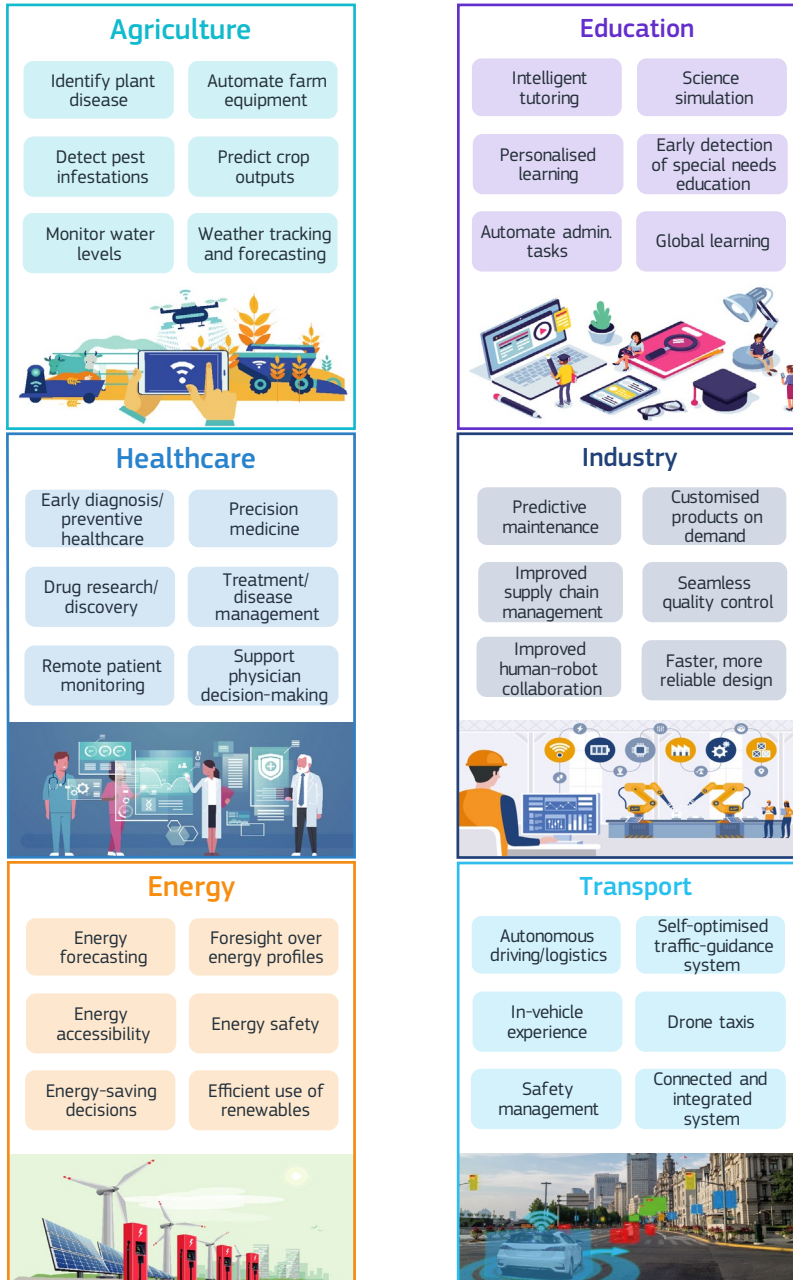 Agriculture
Identify plant
disease
Automate farm
equipment
Detect pest
infestations
Predict crop
outputs
Monitor water
levels
Weather tracking
and forecasting
Education
Intelligent
tutoring
Science
simulation
Personalised
learning
Early detection
of special needs
education
Automate admin.
tasks
Global learning
Healthcare
Early diagnosis/
preventive
healthcare
Precision
medicine
Drug research/
discovery
Treatment/
disease
management
Remote patient
monitoring
Support
physician
decision-making
Industry
Predictive
maintenance
Customised
products on
demand
Improved
supply chain
management
Seamless
quality control
Improved
human-robot
collaboration
Faster, more
reliable design
Energy
Energy
forecasting
Foresight over
energy profiles
Energy
accessibility
Energy safety
Energy-saving
decisions
Efficient use of
renewables
Transport
Autonomous
driving/logistics
Self-optimised
traffic-guidance
system
In-vehicle
experience
Drone taxis
Safety
management
Connected and
integrated
system